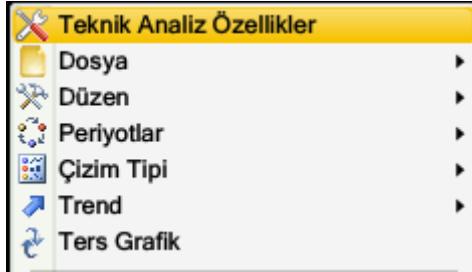 Teknik Analiz Özellikler
Dosya
Düzen
Periyotlar
Çizim Tipi
Trend
Ters Grafik